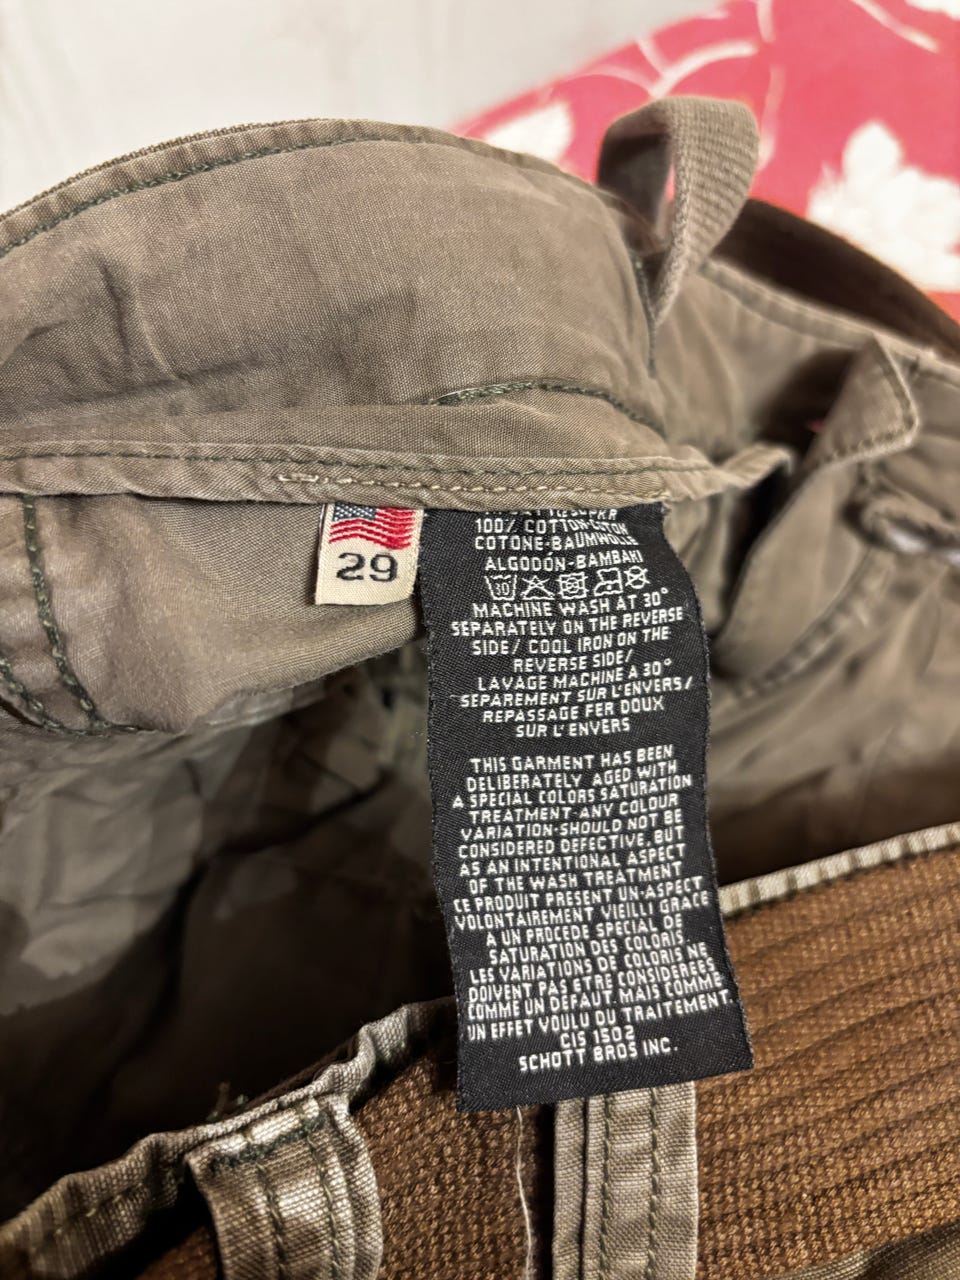 29
100% COTTON-COTON
COTONE-BAUMWOLLE
ALGODÓN-BAMBAKI
30
MACHINE WASH AT 30°
SEPARATELY ON THE REVERSE
SIDE/ COOL IRON ON THE
REVERSE SIDE/
LAVAGE MACHINE A 30°
SEPAREMENT SUR L'ENVERS/
REPASSAGE FER DOUX
SUR L'ENVERS
THIS GARMENT HAS BEEN
DELIBERATELY AGED WITH
A SPECIAL COLORS SATURATION
TREATMENT-ANY COLOUR
VARIATION-SHOULD NOT BE
CONSIDERED DEFECTIVE, BUT
AS AN INTENTIONAL ASPECT
OF THE WASH TREATMENT
CE PRODUIT PRESENT UN-ASPECT
VOLONTAIREMENT VIEILLI GRACE
A UN PROCEDE SPECIAL DE
SATURATION DES COLORIS.
LES VARIATIONS DE COLORIS NE
DOIVENT PAS ETRE CONSIDEREES
COMME UN DEFAUT, MAIS COMME
UN EFFET VOULU DU TRAITEMENT.
CIS 1502
SCHOTT BROS INC.